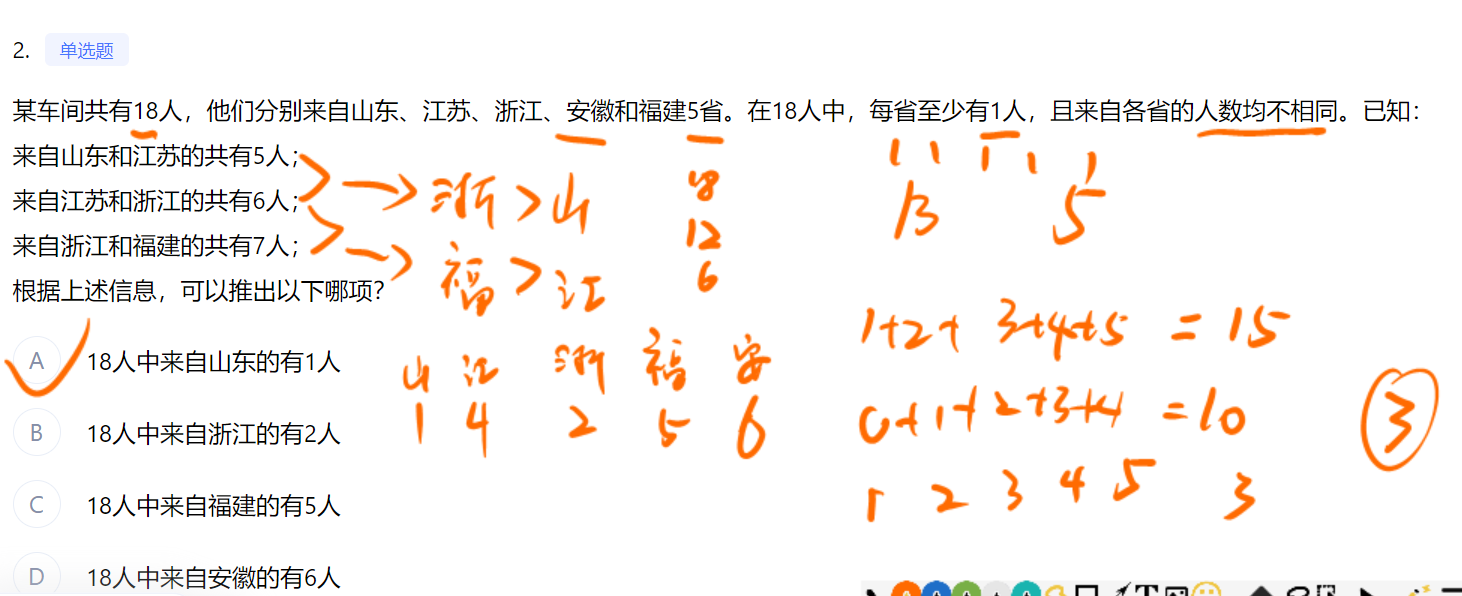 2. 单选题
某车间共有18人，他们分别来自山东、江苏、浙江、安徽和福建5省。在18人中，每省至少有1人，且来自各省的人数均不相同。已知：
来自山东和江苏的共有5人；
来自江苏和浙江的共有6人；
来自浙江和福建的共有7人；
根据上述信息，可以推出以下哪项？
浙 > 山
福 > 江
12
6
1 1 1 1 1
13 5
1+2+ 3+4+5 = 15
0+1+2+3+4 = 10
3
1 2 3 4 5 3
山 江 浙 福 安
1 4 2 5 6
A 18人中来自山东的有1人
B 18人中来自浙江的有2人
C 18人中来自福建的有5人
D 18人中来自安徽的有6人